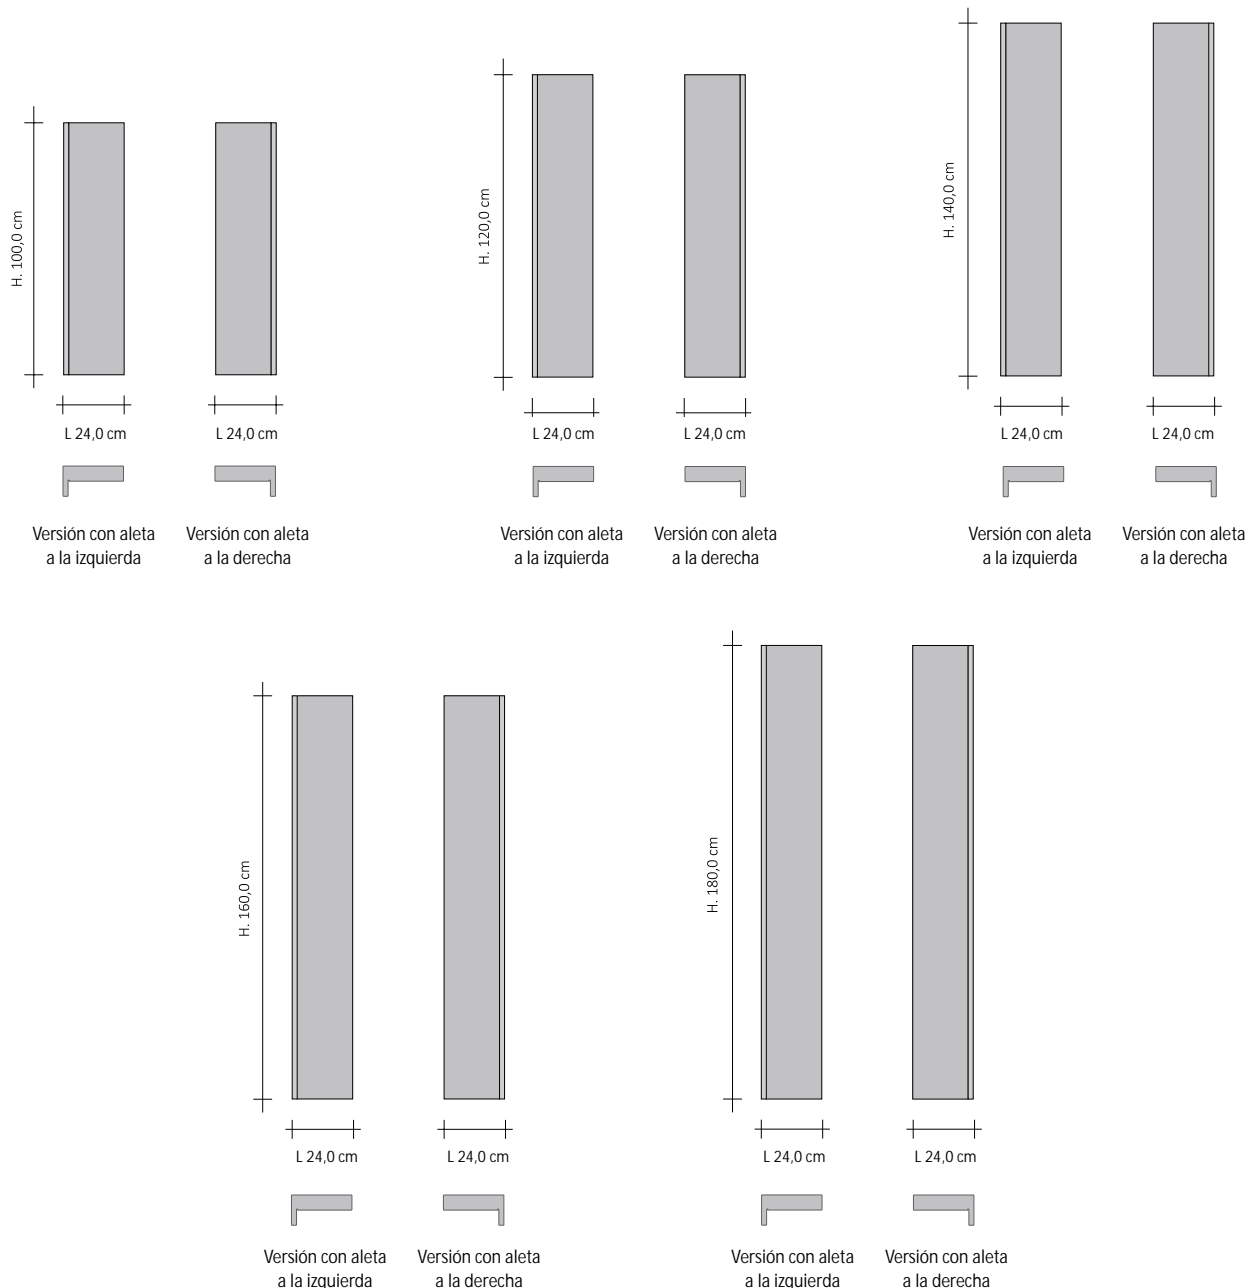 H. 100,0 cm
L 24,0 cm
L 24,0 cm
Versión con aleta
a la izquierda
Versión con aleta
a la derecha
H. 120,0 cm
L 24,0 cm
L 24,0 cm
Versión con aleta
a la izquierda
Versión con aleta
a la derecha
H. 140,0 cm
L 24,0 cm
L 24,0 cm
Versión con aleta
a la izquierda
Versión con aleta
a la derecha
H. 160,0 cm
L 24,0 cm
L 24,0 cm
Versión con aleta
a la izquierda
Versión con aleta
a la derecha
H. 180,0 cm
L 24,0 cm
L 24,0 cm
Versión con aleta
a la izquierda
Versión con aleta
a la derecha